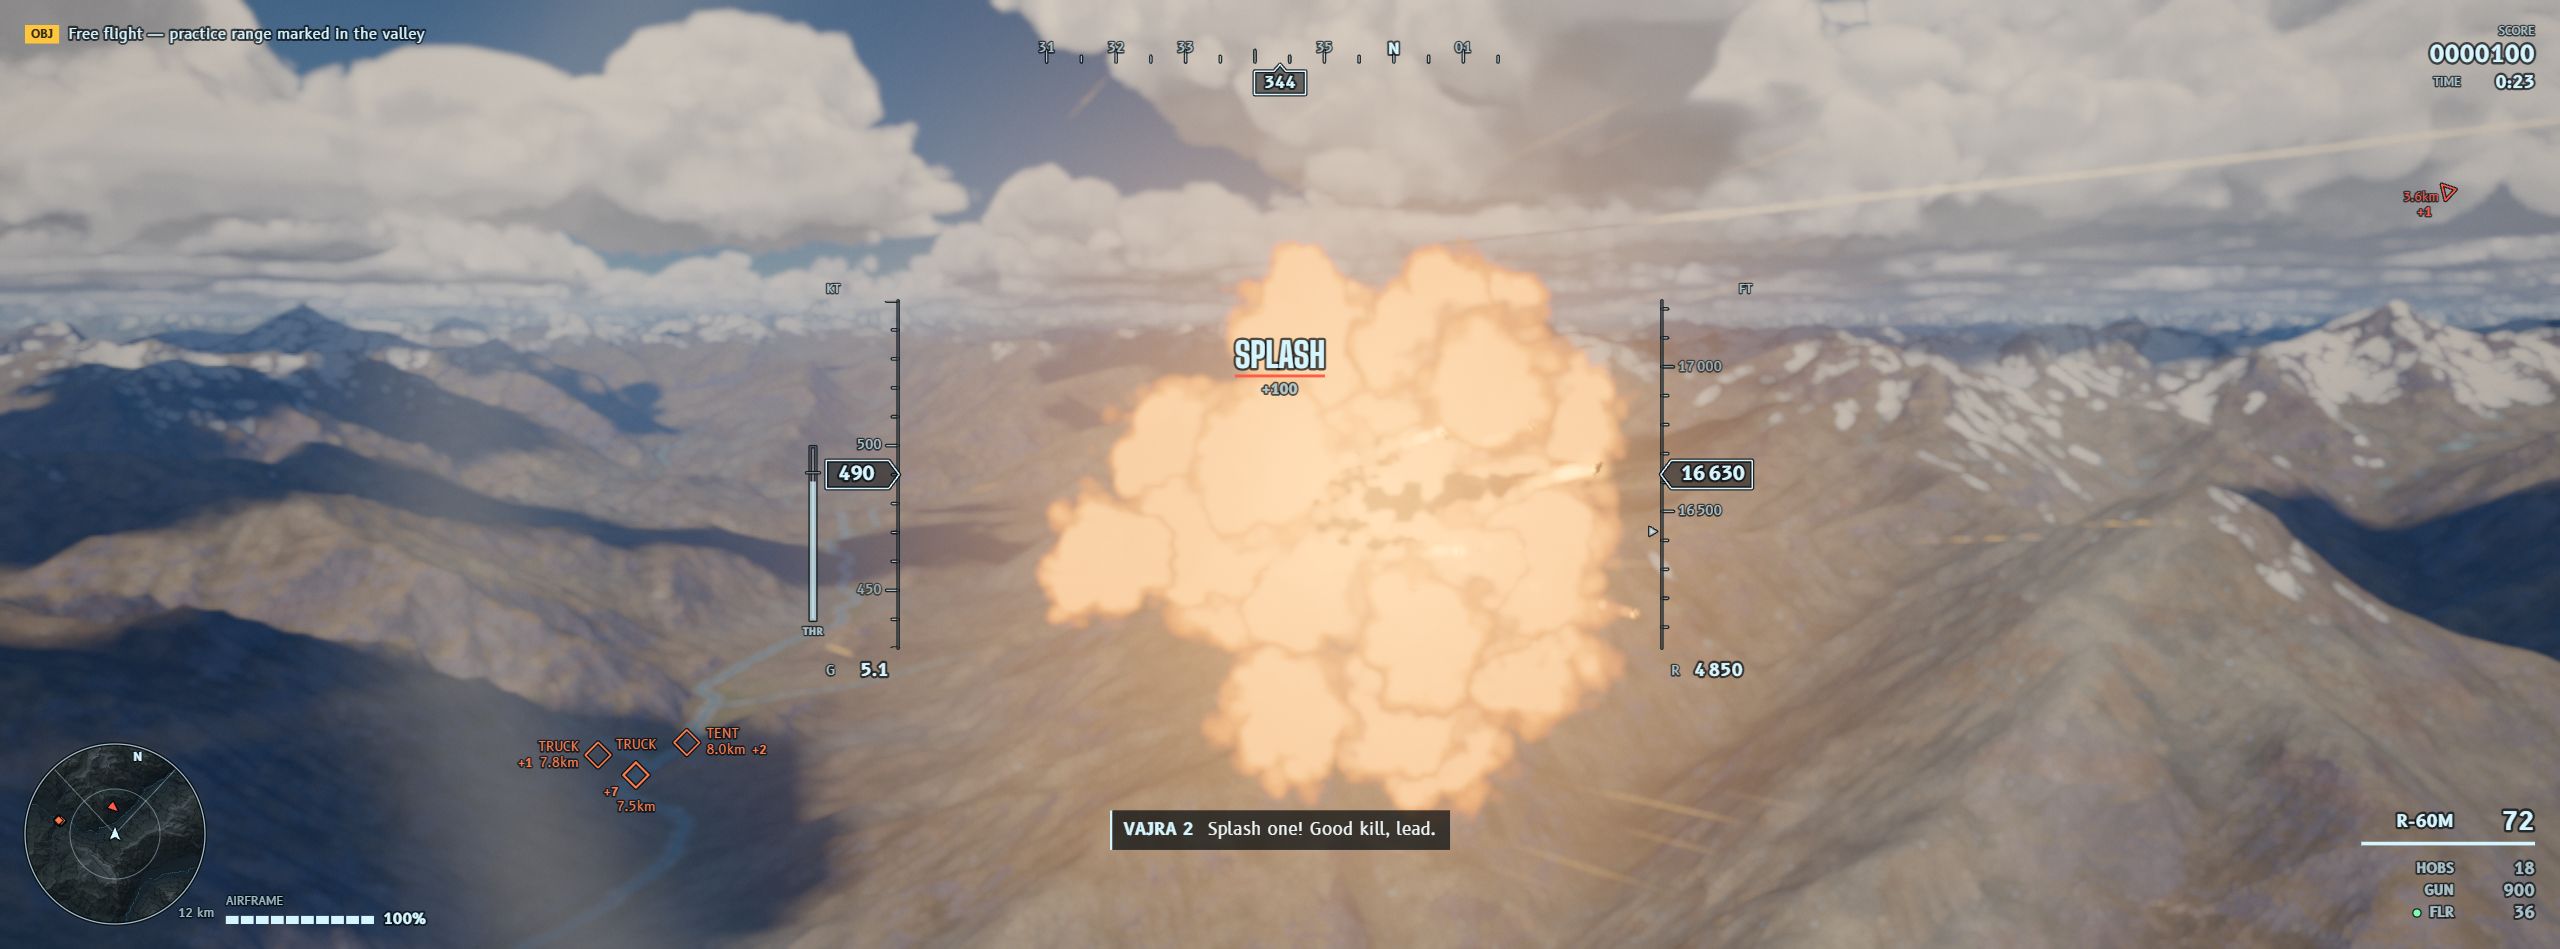 OBJ Free flight — practice range marked in the valley
31 32 33 35 N 01
344
SCORE
0000100
TIME 0:23
3.6km
+1
KT
FT
SPLASH
+100
17 000
500
490
16 630
16 500
450
THR
G 5.1
R 4 850
TRUCK
+1 7.8km
TRUCK
+7
7.5km
TENT
8.0km +2
N
12 km
AIRFRAME
100%
VAJRA 2 Splash one! Good kill, lead.
R-60M 72
HOBS 18
GUN 900
FLR 36